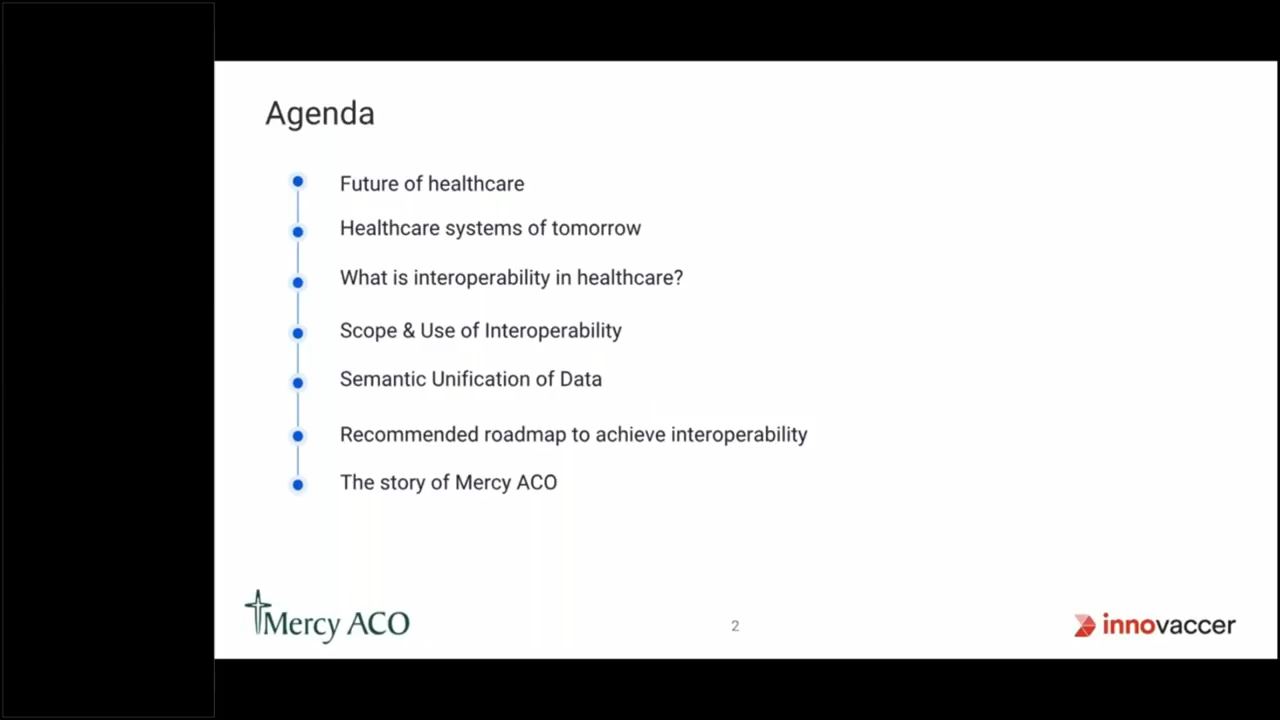 Agenda
Future of healthcare
Healthcare systems of tomorrow
What is interoperability in healthcare?
Scope & Use of Interoperability
Semantic Unification of Data
Recommended roadmap to achieve interoperability
The story of Mercy ACO
Mercy ACO
2
innovaccer